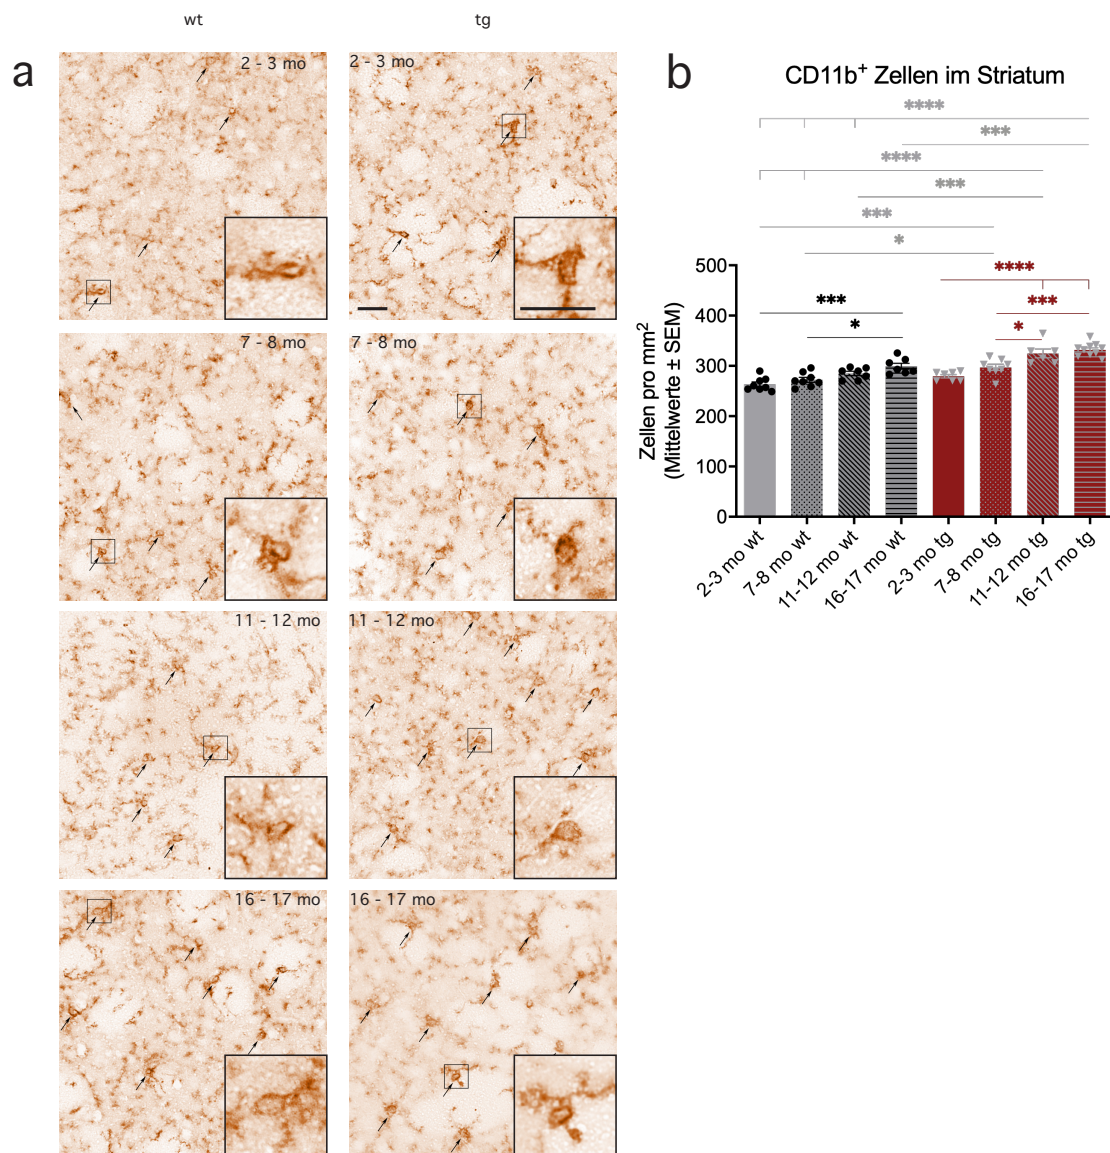 wt
tg
a
2 - 3 mo
2 - 3 mo
7 - 8 mo
7 - 8 mo
11 - 12 mo
11 - 12 mo
16 - 17 mo
16 - 17 mo
b
CD11b⁺ Zellen im Striatum
****
***
****
***
***
*
****
***
***
*
*
Zellen pro mm²
(Mittelwerte ± SEM)
500
400
300
200
100
0
2-3 mo wt
7-8 mo wt
11-12 mo wt
16-17 mo wt
2-3 mo tg
7-8 mo tg
11-12 mo tg
16-17 mo tg